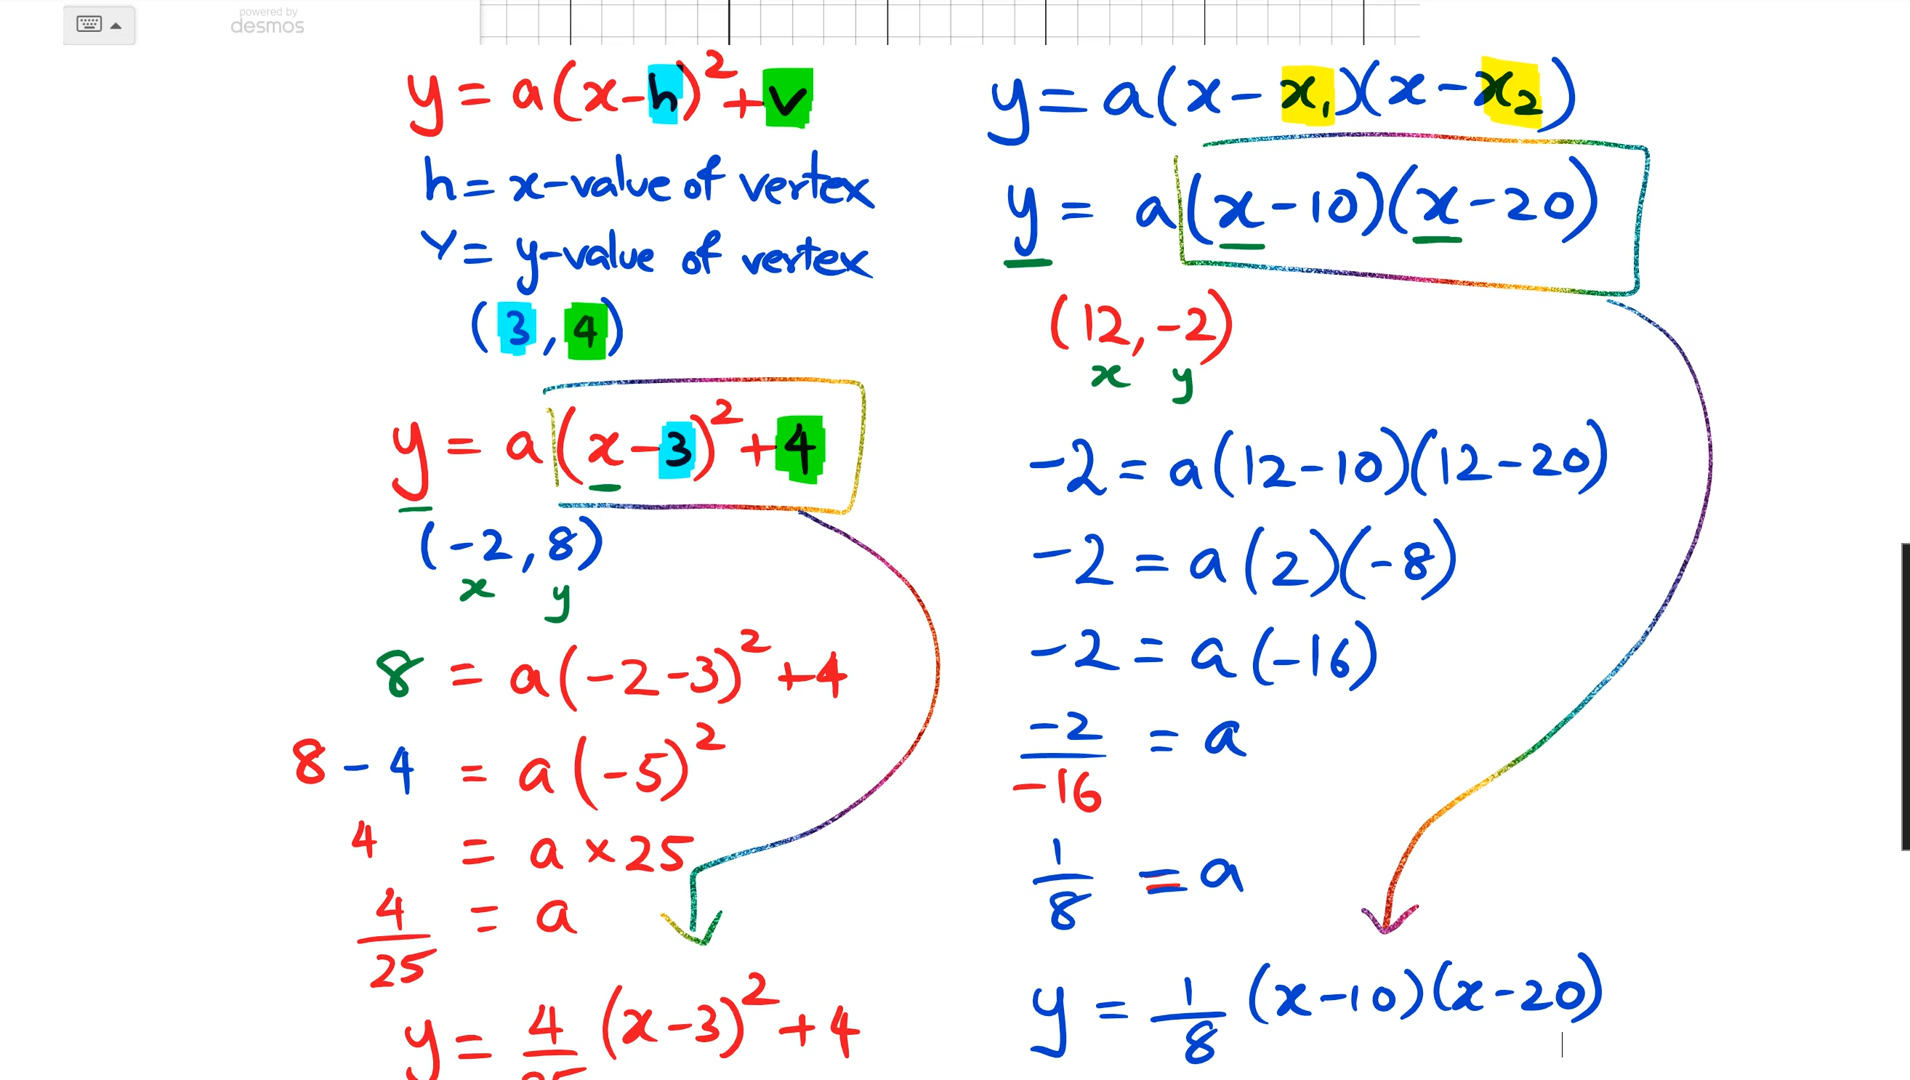 powered by
desmos
y = a(x-h)² + v
h = x-value of vertex
v = y-value of vertex
(3, 4)
y = a(x-3)² + 4
(-2, 8)
x y
8 = a(-2-3)² + 4
8 - 4 = a(-5)²
4 = a × 25
4/25 = a
y = 4/25 (x-3)² + 4
y = a(x - x₁)(x - x₂)
y = a(x-10)(x-20)
(12, -2)
x y
-2 = a(12-10)(12-20)
-2 = a(2)(-8)
-2 = a(-16)
-2/-16 = a
1/8 = a
y = 1/8 (x-10)(x-20)